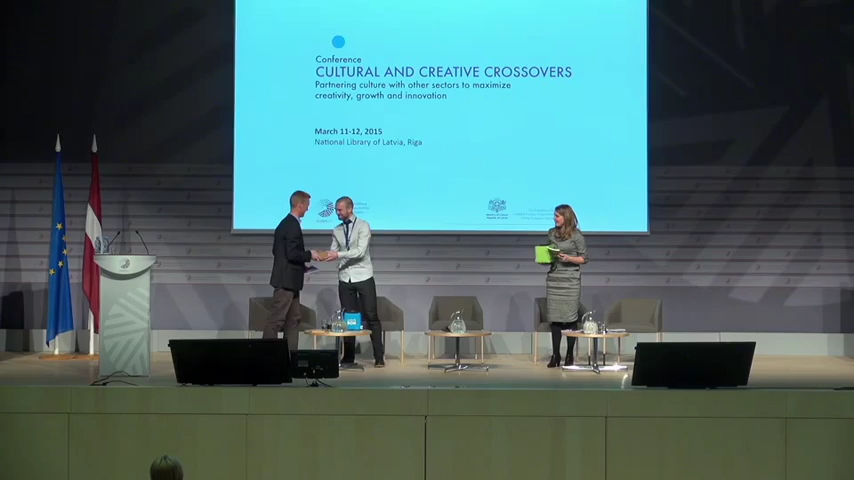 Conference
CULTURAL AND CREATIVE CROSSOVERS
Partnering culture with other sectors to maximize
creativity, growth and innovation
March 11-12, 2015
National Library of Latvia, Riga